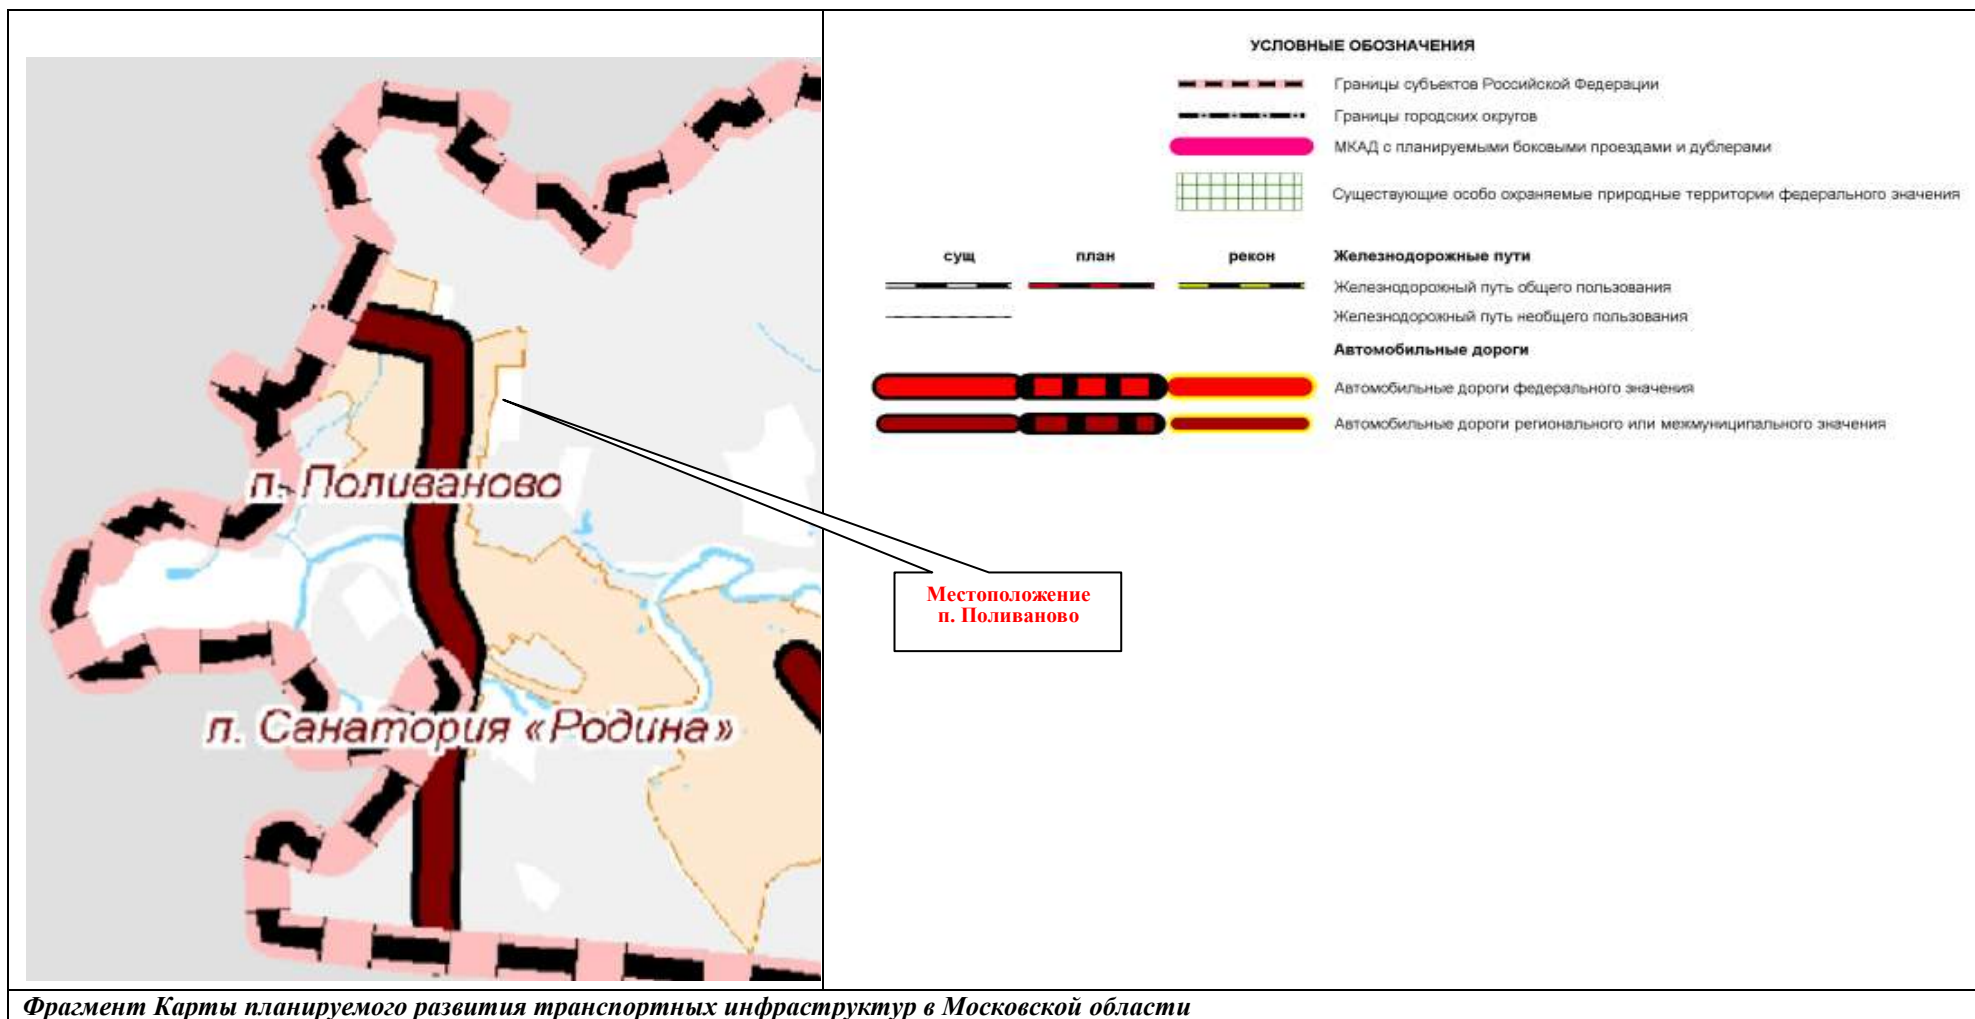 п. Поливаново
п. Санатория «Родина»
УСЛОВНЫЕ ОБОЗНАЧЕНИЯ
Границы субъектов Российской Федерации
Границы городских округов
МКАД с планируемыми боковыми проездами и дублерами
Существующие особо охраняемые природные территории федерального значения
сущ план рекон Железнодорожные пути
Железнодорожный путь общего пользования
Железнодорожный путь необщего пользования
Автомобильные дороги
Автомобильные дороги федерального значения
Автомобильные дороги регионального или межмуниципального значения
Местоположение
п. Поливаново
Фрагмент Карты планируемого развития транспортных инфраструктур в Московской области